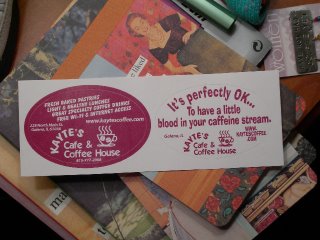 FRESH BAKED PASTRIES
LIGHT & HEALTHY LUNCHES
GREAT SPECIALTY COFFEE DRINKS
FREE WI-FI & INTERNET ACCESS
www.kaytescoffee.com
Galena, IL
KAYTE'S
Cafe &
Coffee House
It's perfectly OK...
To have a little
blood in your caffeine stream.
Galena, IL
KAYTE'S
Cafe &
Coffee House
WWW.
KAYTESCOFFEE
.COM